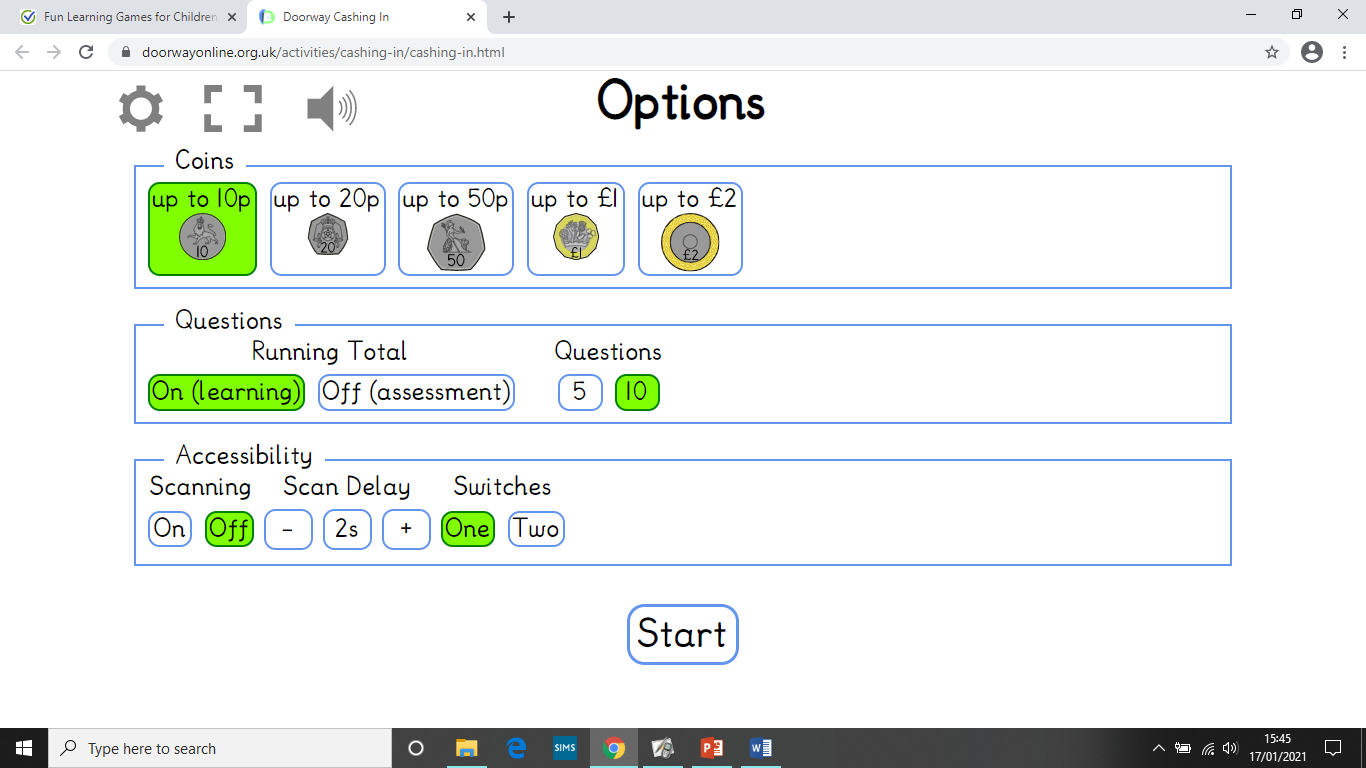 Fun Learning Games for Children
Doorway Cashing In
doorwayonline.org.uk/activities/cashing-in/cashing-in.html
Options
Coins
up to 10p up to 20p up to 50p up to £1 up to £2
10 20 50 £1 £2
Questions
Running Total Questions
On (learning) Off (assessment) 5 10
Accessibility
Scanning Scan Delay Switches
On Off - 2s + One Two
Start
Type here to search
SIMS
15:45
17/01/2021